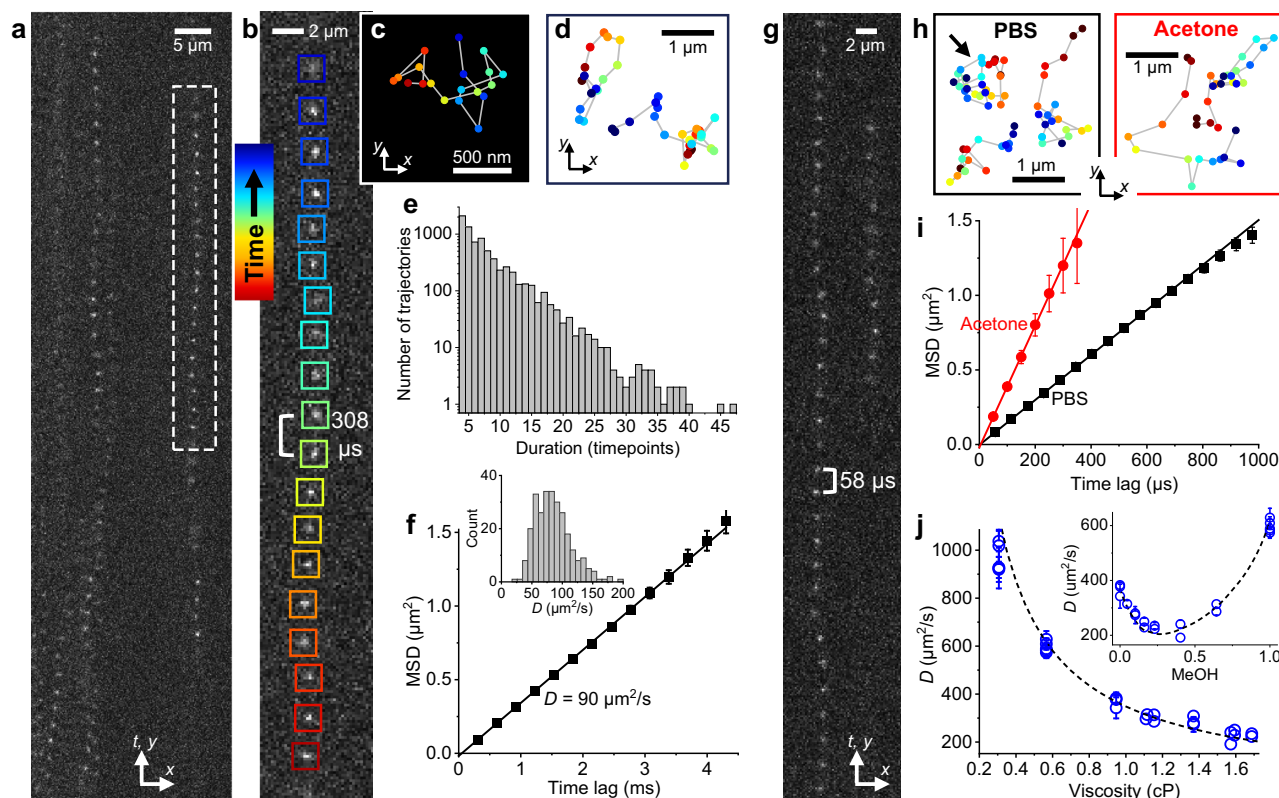 a
5 µm
Time
t, y
x
b
2 µm
308
µs
c
y
x
500 nm
d
1 µm
y
x
e
Number of trajectories
1000
100
10
1
5 10 15 20 25 30 35 40 45
Duration (timepoints)
f
MSD (µm²)
1.5
1.0
0.5
0.0
0 1 2 3 4
Time lag (ms)
D = 90 µm²/s
Count
40
20
0
0 50 100 150 200
D (µm²/s)
g
2 µm
58 µs
t, y
x
h
PBS
1 µm
Acetone
1 µm
y
x
i
MSD (µm²)
1.5
1.0
0.5
0.0
Acetone
PBS
0 200 400 600 800 1000
Time lag (µs)
j
D (µm²/s)
1000
800
600
400
200
0.2 0.4 0.6 0.8 1.0 1.2 1.4 1.6
Viscosity (cP)
D (um²/s)
600
400
200
0.0 0.5 1.0
MeOH